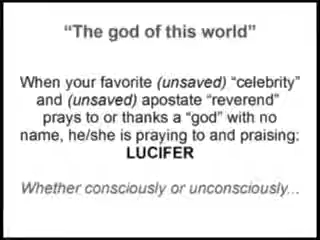 “The god of this world”
When your favorite (unsaved) “celebrity”
and (unsaved) apostate “reverend”
prays to or thanks a “god” with no
name, he/she is praying to and praising:
LUCIFER
Whether consciously or unconsciously...